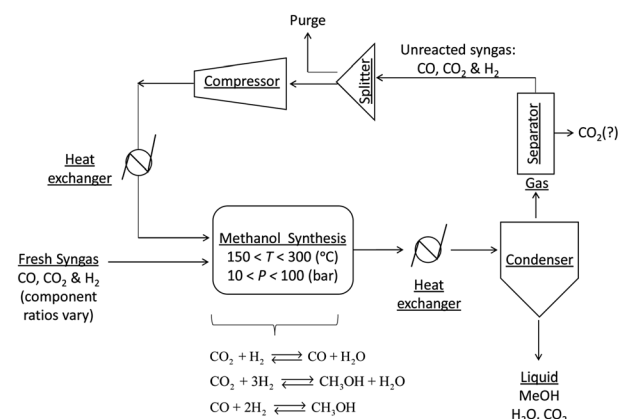 Purge
Unreacted syngas:
CO, CO₂ & H₂
Splitter
Compressor
Separator
CO₂(?)
Heat
exchanger
Gas
Methanol Synthesis
150 < T < 300 (°C)
10 < P < 100 (bar)
Fresh Syngas
CO, CO₂ & H₂
(component
ratios vary)
Condenser
Heat
exchanger
CO₂ + H₂ ⇄ CO + H₂O
CO₂ + 3H₂ ⇄ CH₃OH + H₂O
CO + 2H₂ ⇄ CH₃OH
Liquid
MeOH
H₂O, CO₂